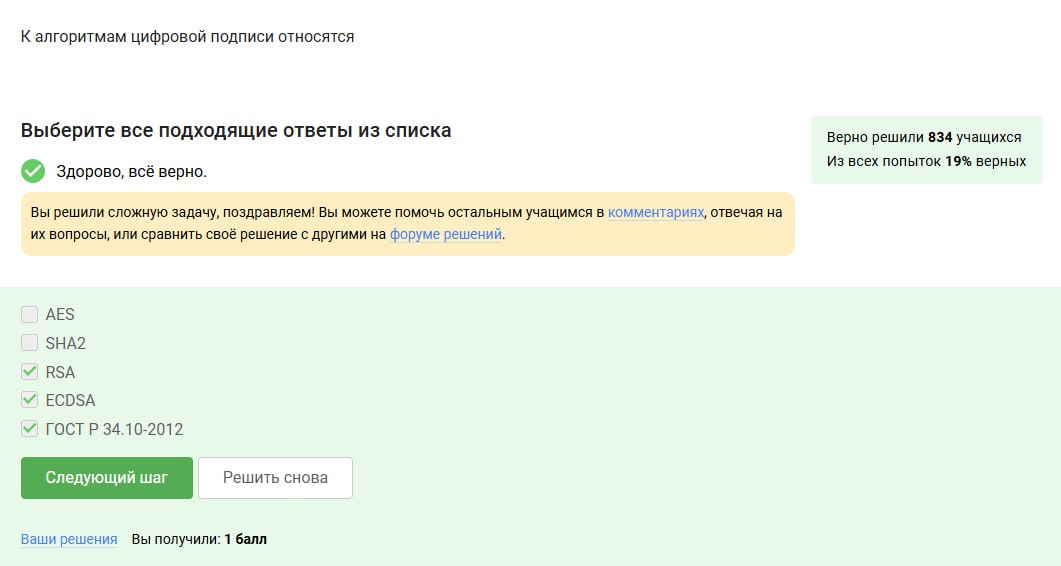 К алгоритмам цифровой подписи относятся
Выберите все подходящие ответы из списка
Верно решили 834 учащихся
Из всех попыток 19% верных
Здорово, всё верно.
Вы решили сложную задачу, поздравляем! Вы можете помочь остальным учащимся в комментариях, отвечая на
их вопросы, или сравнить своё решение с другими на форуме решений.
AES
SHA2
RSA
ECDSA
ГОСТ Р 34.10-2012
Следующий шаг
Решить снова
Ваши решения Вы получили: 1 балл